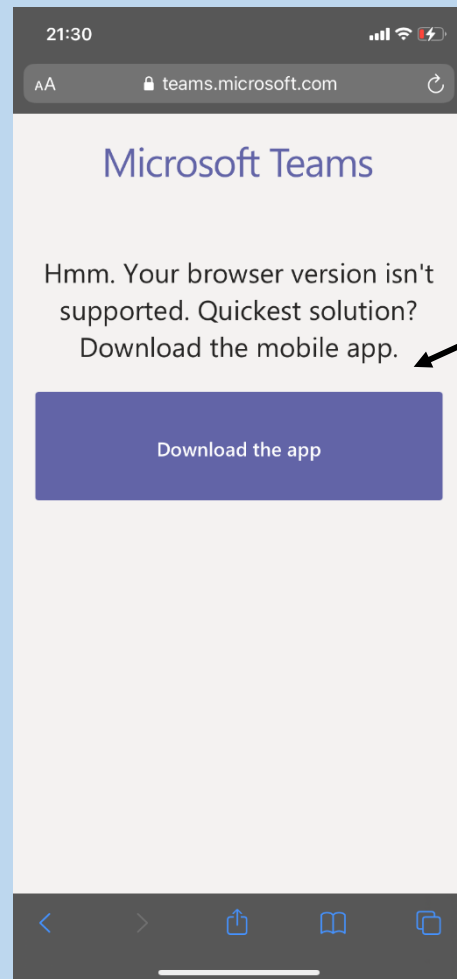 21:30
AA teams.microsoft.com
Microsoft Teams
Hmm. Your browser version isn't
supported. Quickest solution?
Download the mobile app.
Download the app